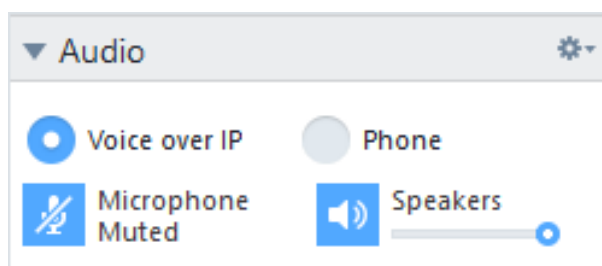 Audio
Voice over IP
Phone
Microphone
Muted
Speakers